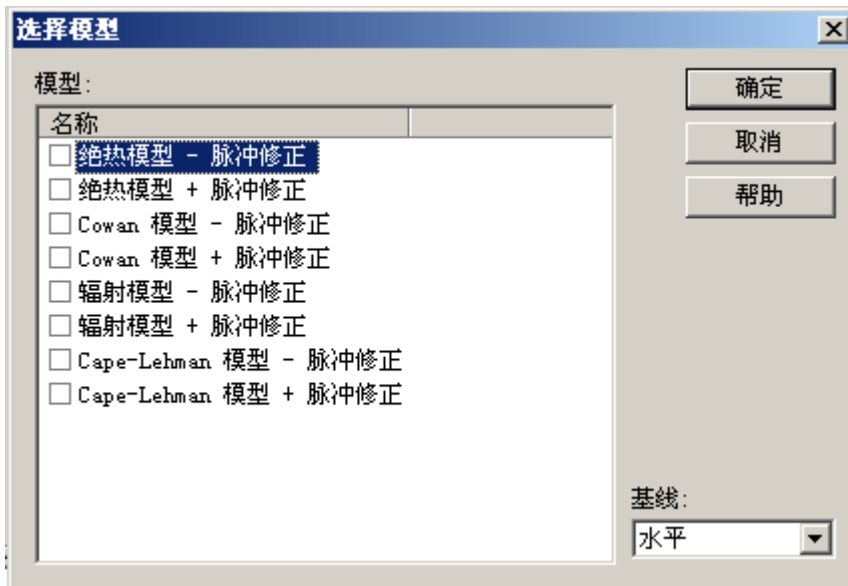 选择模型
模型:
名称
绝热模型 - 脉冲修正
绝热模型 + 脉冲修正
Cowan 模型 - 脉冲修正
Cowan 模型 + 脉冲修正
辐射模型 - 脉冲修正
辐射模型 + 脉冲修正
Cape-Lehman 模型 - 脉冲修正
Cape-Lehman 模型 + 脉冲修正
确定
取消
帮助
基线:
水平